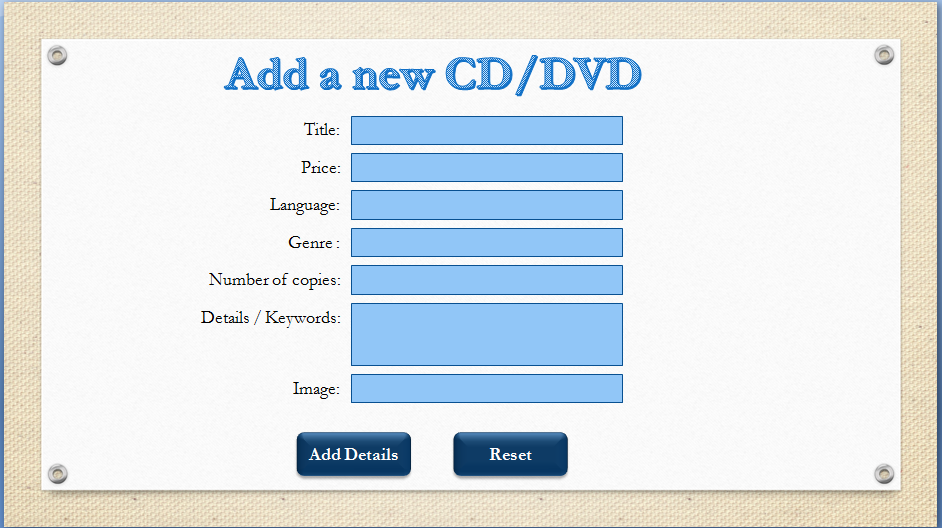 Add a new CD/DVD
Title:
Price:
Language:
Genre :
Number of copies:
Details / Keywords:
Image:
Add Details
Reset